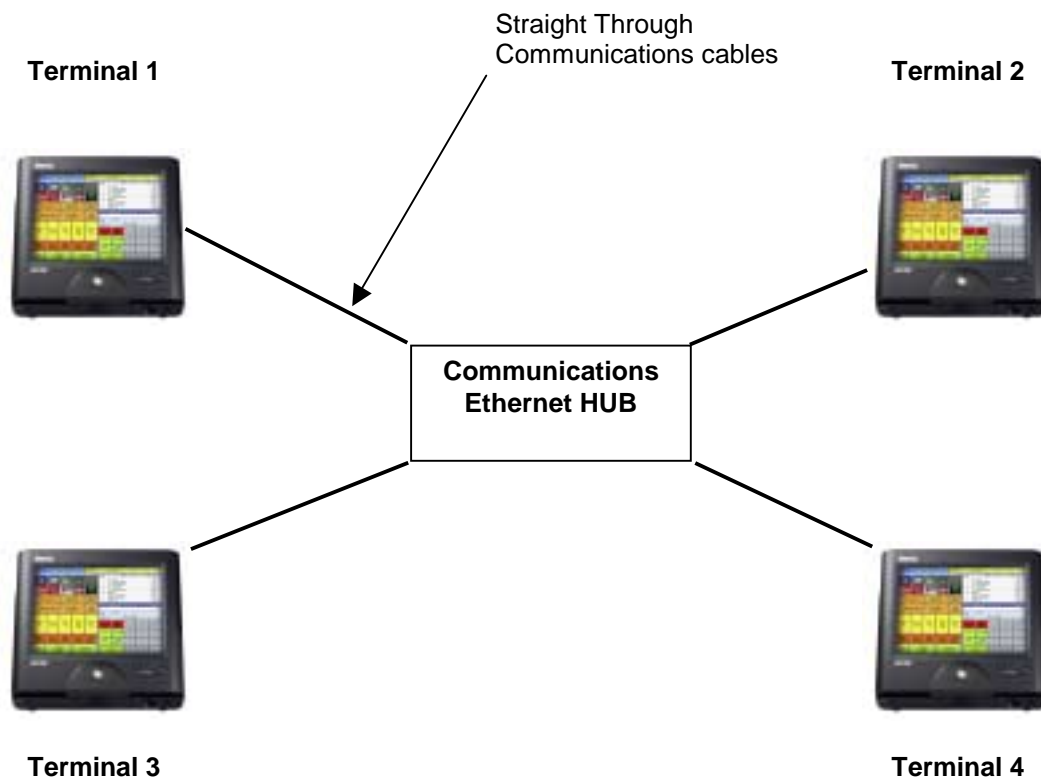 Straight Through
Communications cables
Terminal 1
Terminal 2
Communications
Ethernet HUB
Terminal 3
Terminal 4